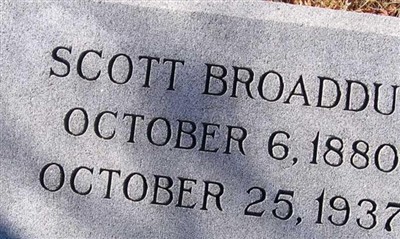 SCOTT BROADDU
OCTOBER 6, 1880
OCTOBER 25, 1937